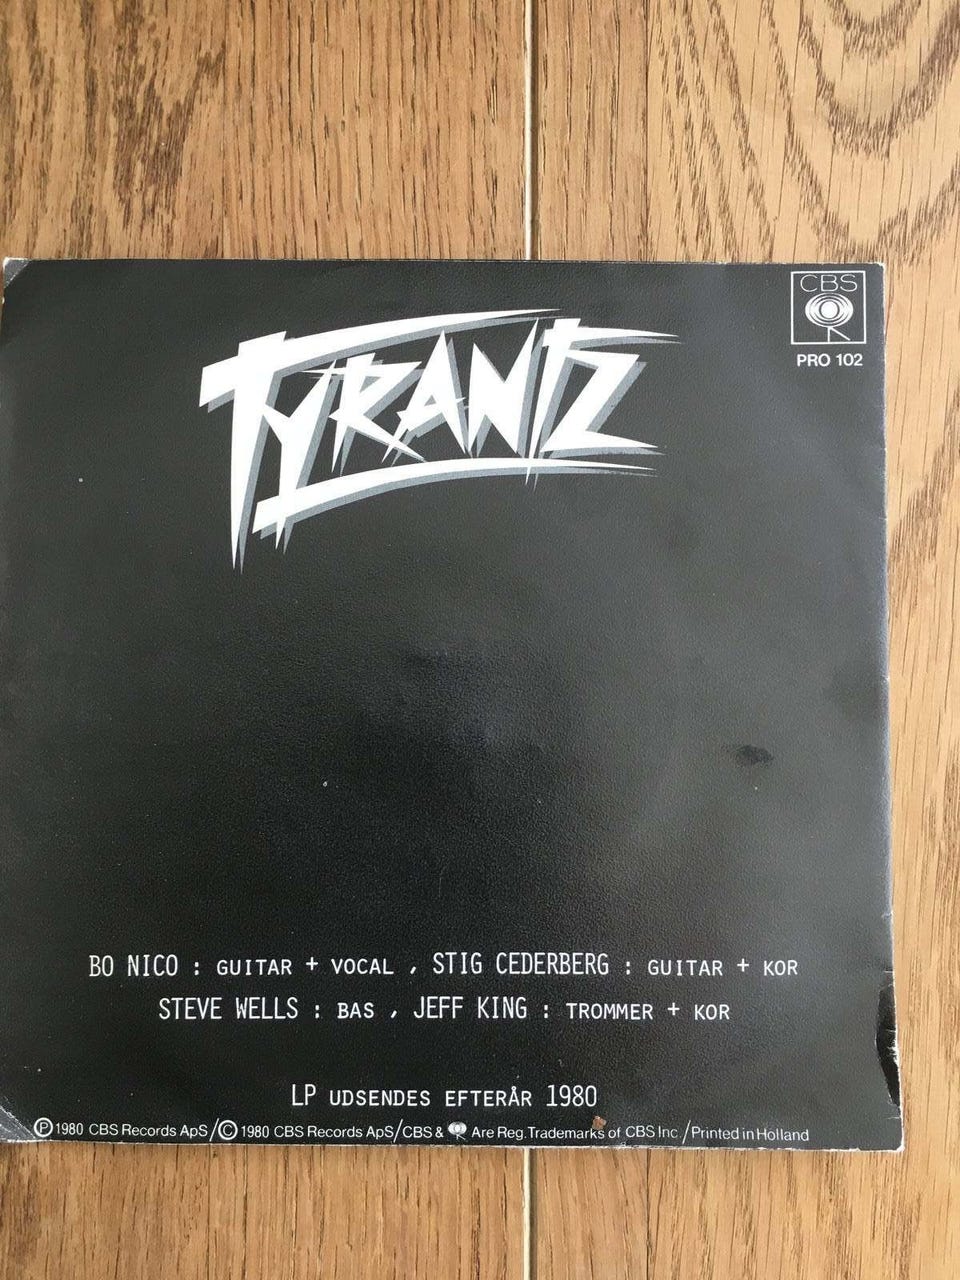 CBS
PRO 102
TYRANTZ
BO NICO : GUITAR + VOCAL , STIG CEDERBERG : GUITAR + KOR
STEVE WELLS : BAS , JEFF KING : TROMMER + KOR
LP UDSENDES EFTERÅR 1980
Ⓟ1980 CBS Records ApS/©1980 CBS Records ApS/CBS & Are Reg.Trademarks of CBS Inc./Printed in Holland